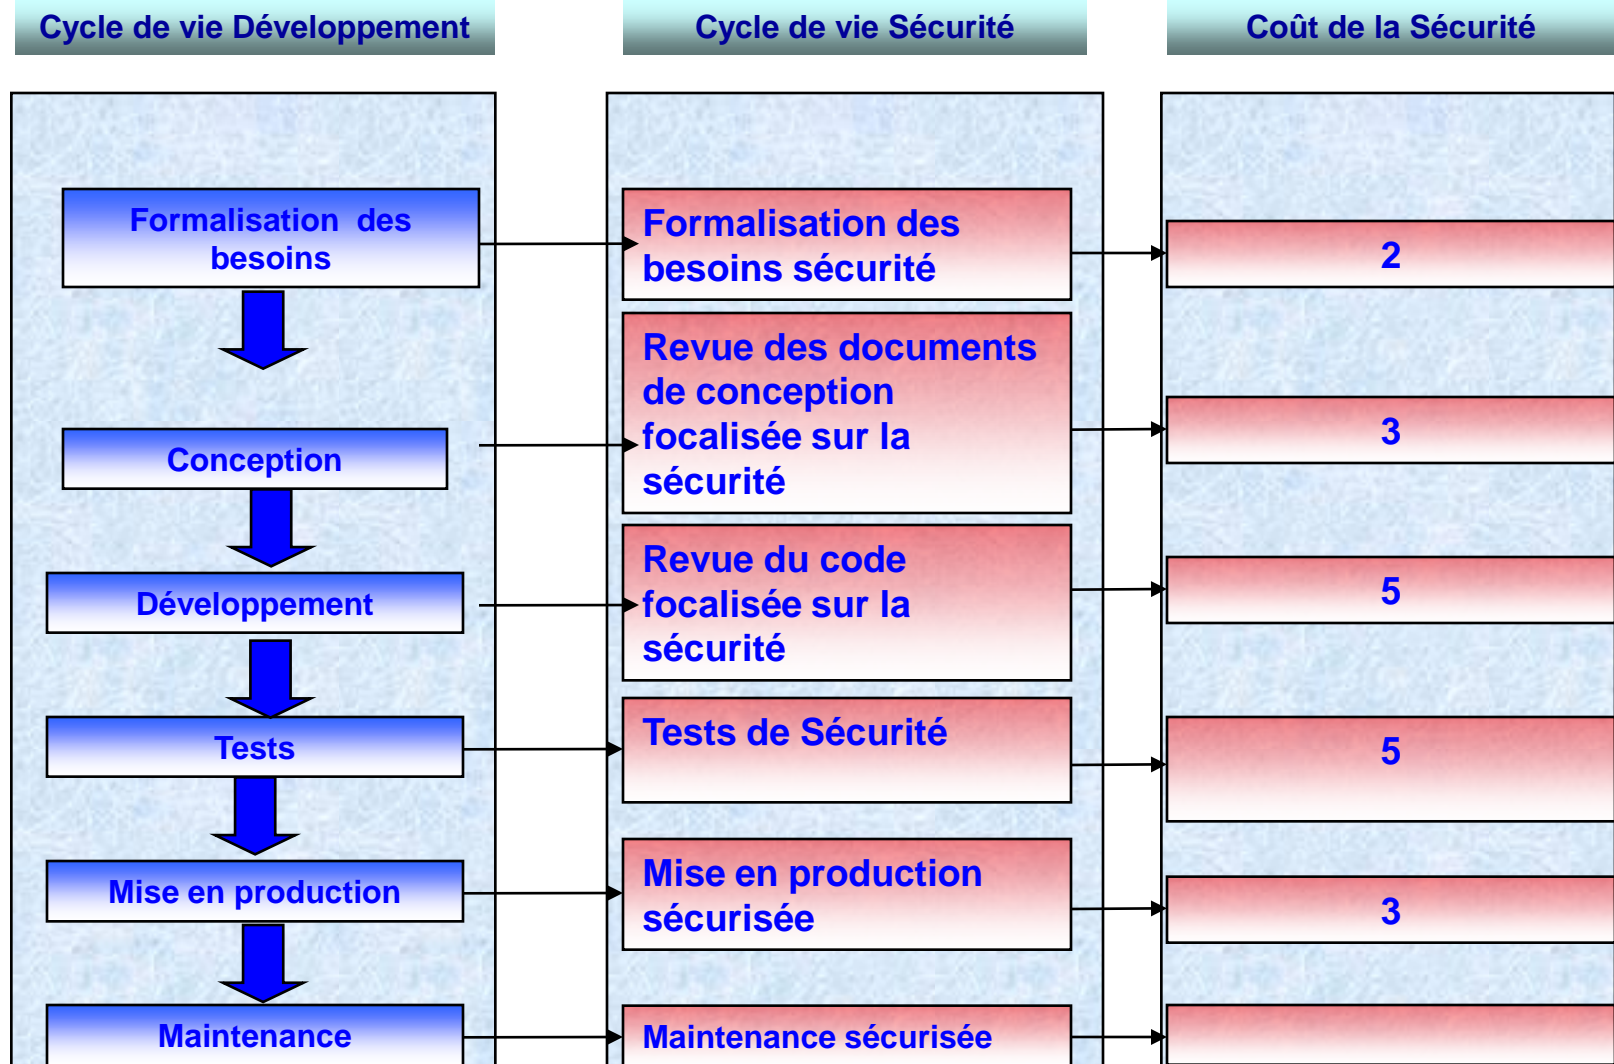 Cycle de vie Développement
Cycle de vie Sécurité
Coût de la Sécurité
Formalisation des
besoins
Formalisation des
besoins sécurité
2
Conception
Revue des documents
de conception
focalisée sur la
sécurité
3
Développement
Revue du code
focalisée sur la
sécurité
5
Tests
Tests de Sécurité
5
Mise en production
Mise en production
sécurisée
3
Maintenance
Maintenance sécurisée